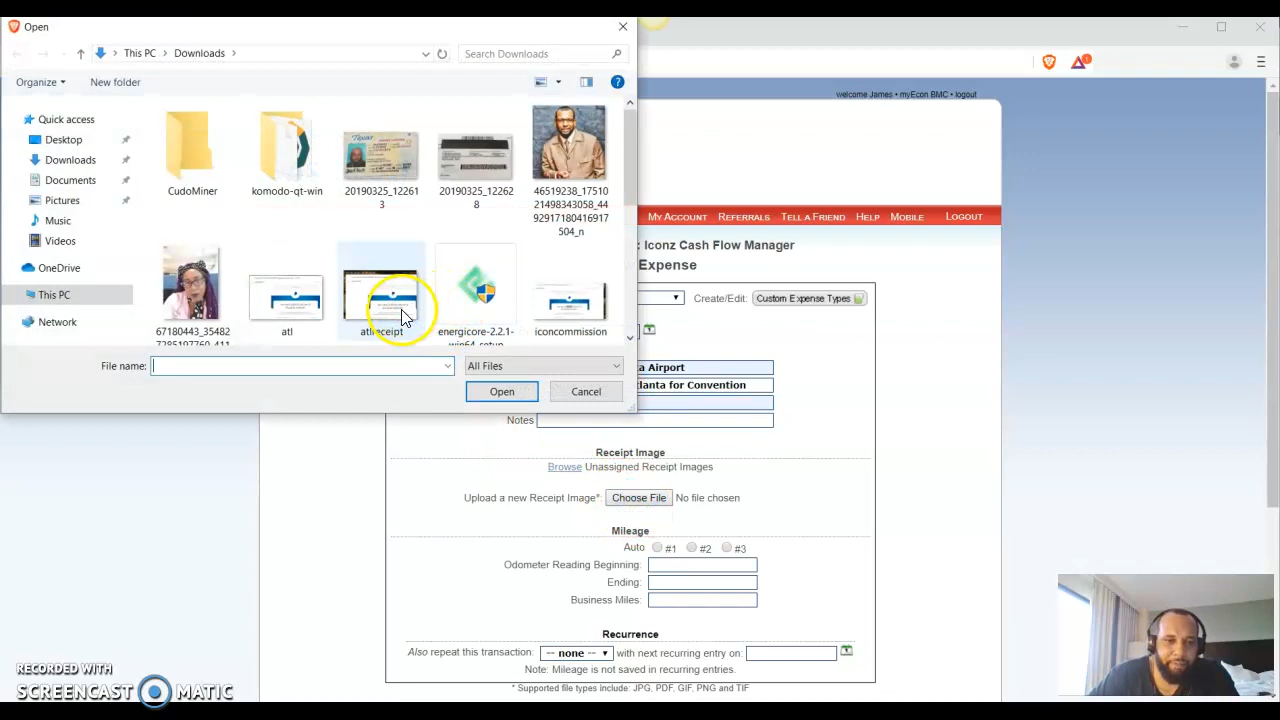 Open
This PC
Downloads
Search Downloads
Organize
New folder
Quick access
Desktop
Downloads
Documents
Pictures
Music
Videos
OneDrive
This PC
Network
CudoMiner
komodo-qt-win
20190325_12261
3
20190325_12262
8
46519238_17510
21498343058_44
92917180416917
504_n
67180443_35482
7285197760_411
atl
atlreceipt
energicore-2.2.1-
win64_setup
iconcommission
File name:
All Files
Open
Cancel
welcome James • myEcon BMC • logout
MY ACCOUNT REFERRALS TELL A FRIEND HELP MOBILE LOGOUT
: Iconz Cash Flow Manager
Expense
Create/Edit: Custom Expense Types
a Airport
tlanta for Convention
Notes
Receipt Image
Browse Unassigned Receipt Images
Upload a new Receipt Image*: Choose File No file chosen
Mileage
Auto #1 #2 #3
Odometer Reading Beginning:
Ending:
Business Miles:
Recurrence
Also repeat this transaction: -- none -- with next recurring entry on:
Note: Mileage is not saved in recurring entries.
* Supported file types include: JPG, PDF, GIF, PNG and TIF
RECORDED WITH
SCREENCAST MATIC